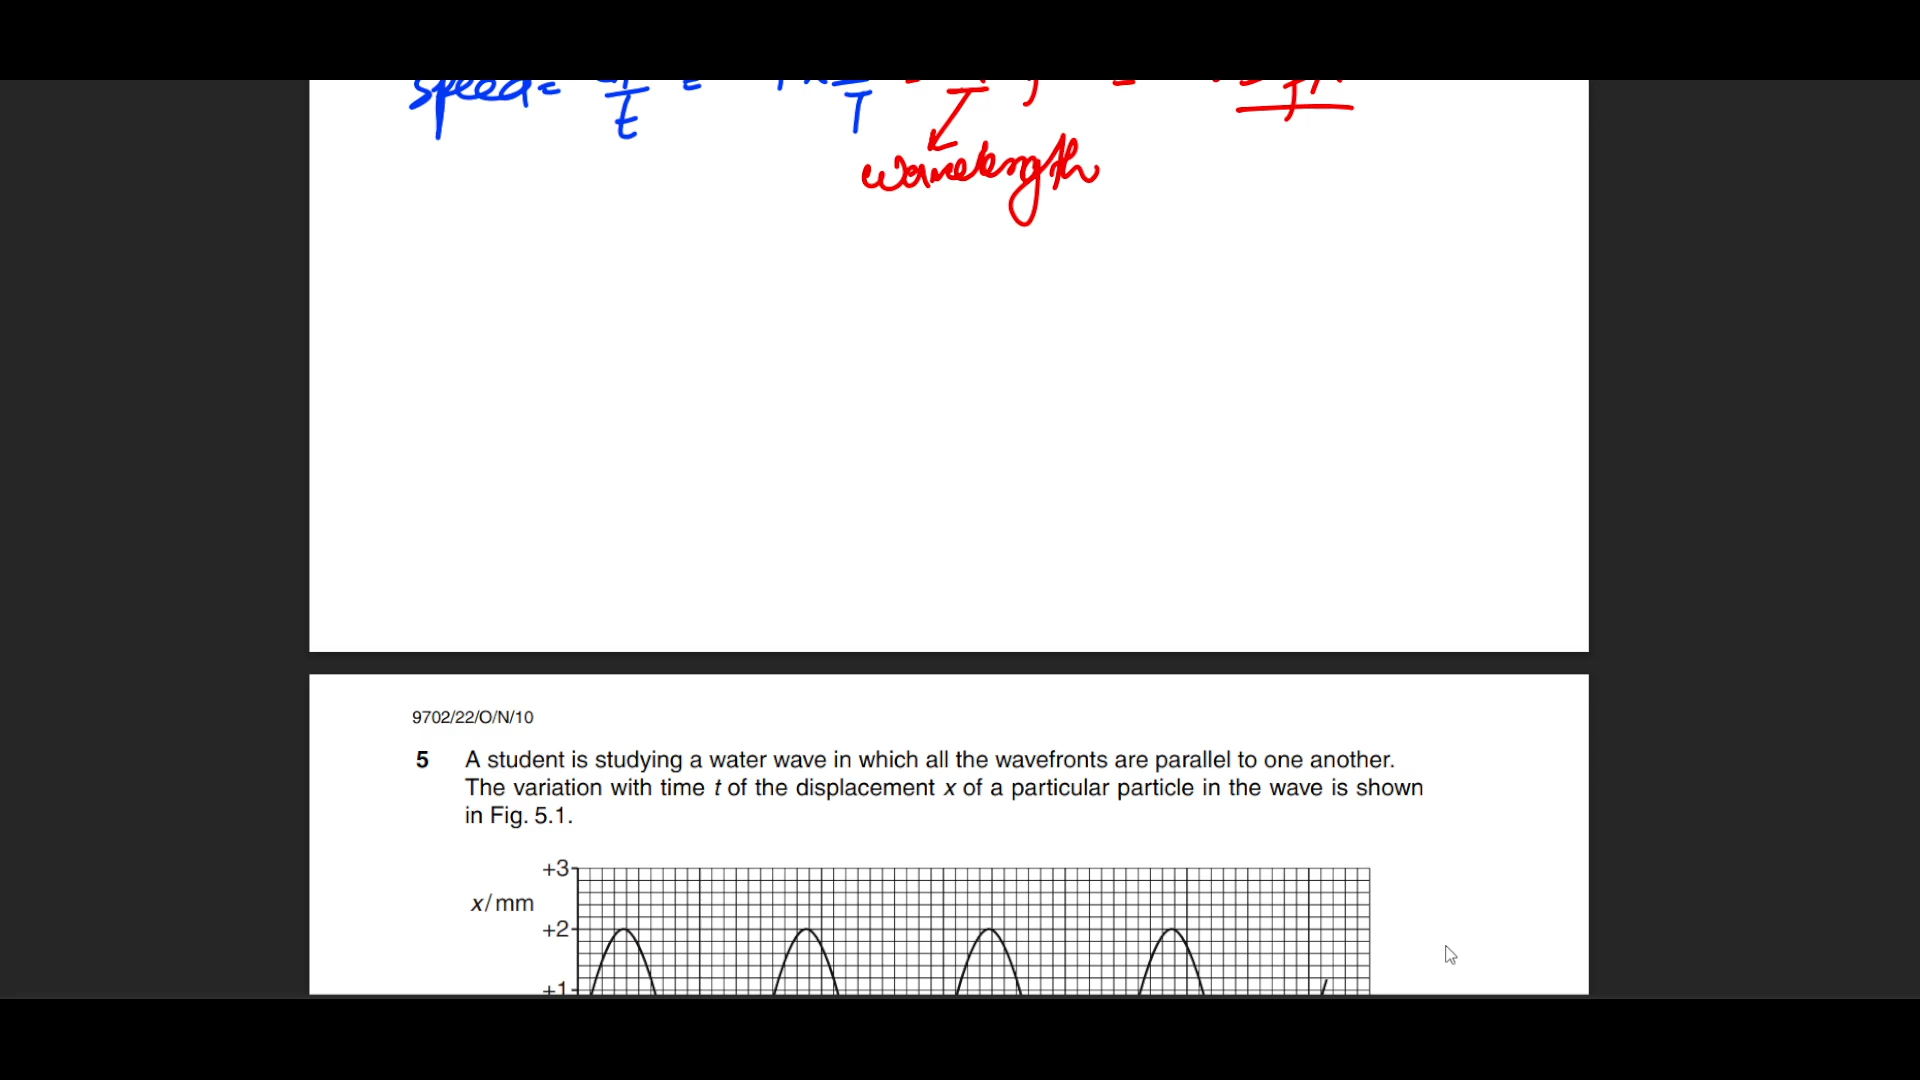 speed =
t
T
wavelength
9702/22/O/N/10
5 A student is studying a water wave in which all the wavefronts are parallel to one another.
The variation with time t of the displacement x of a particular particle in the wave is shown
in Fig. 5.1.
+3
x/mm
+2
+1